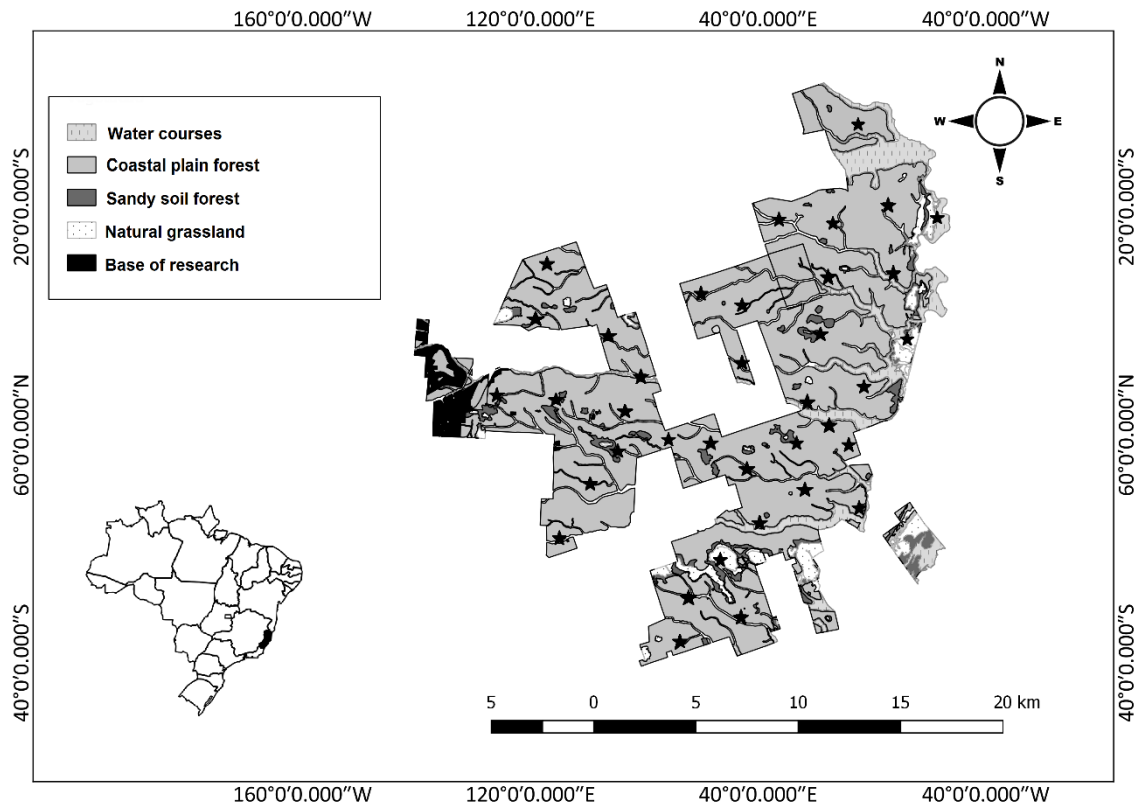 160°0'0.000"W 120°0'0.000"E 40°0'0.000"E 40°0'0.000"W
N
W E
S
Water courses
Coastal plain forest
Sandy soil forest
Natural grassland
Base of research
20°0'0.000"S 20°0'0.000"S
60°0'0.000"N 60°0'0.000"N
40°0'0.000"S 40°0'0.000"S
5 0 5 10 15 20 km
160°0'0.000"W 120°0'0.000"E 40°0'0.000"E 40°0'0.000"W